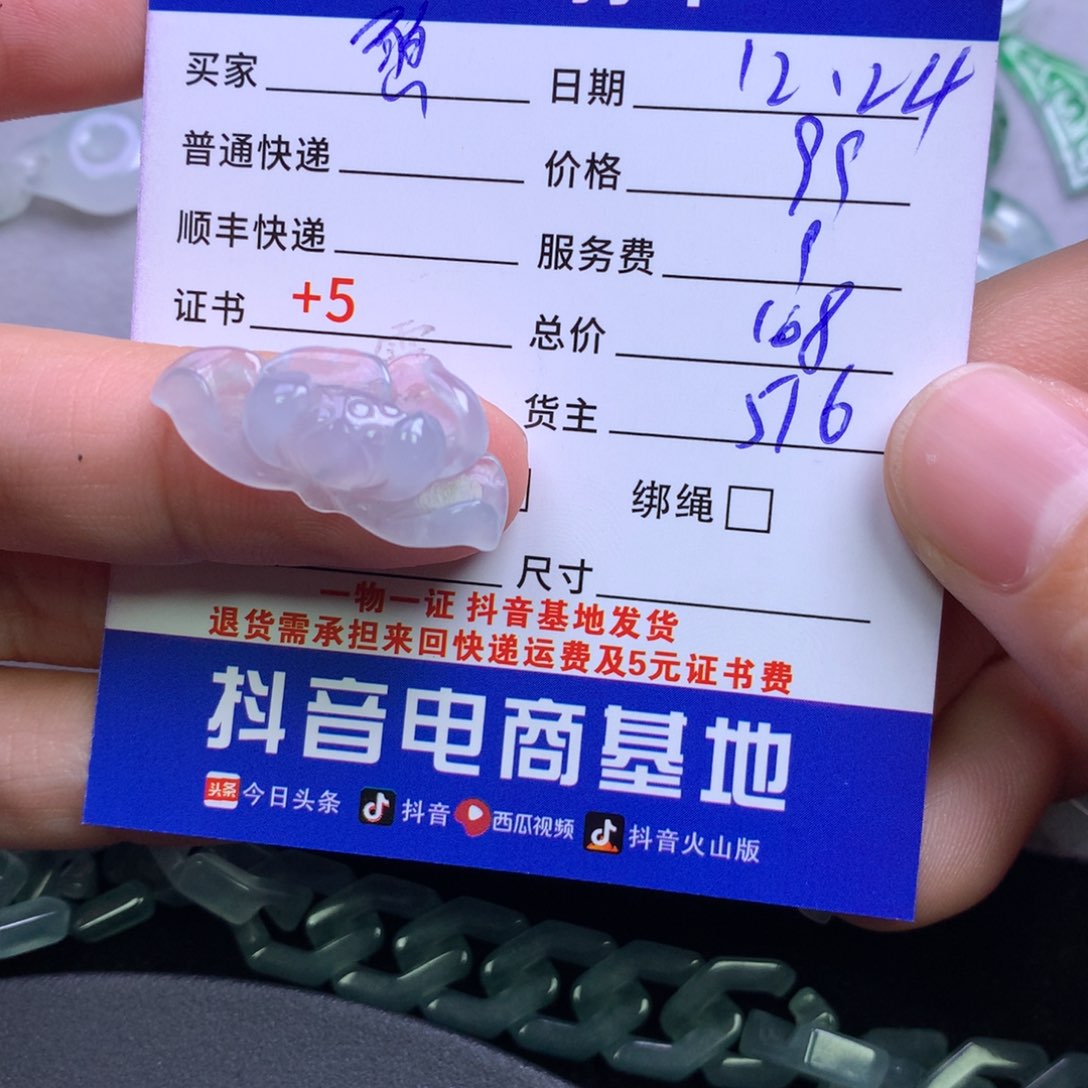 买家 日期 12.24
普通快递 价格 99
顺丰快递 服务费
证书 +5 总价 108
货主 576
绑绳
尺寸
一物一证 抖音基地发货
退货需承担来回快递运费及5元证书费
抖音电商基地
头条 今日头条 抖音 西瓜视频 抖音火山版